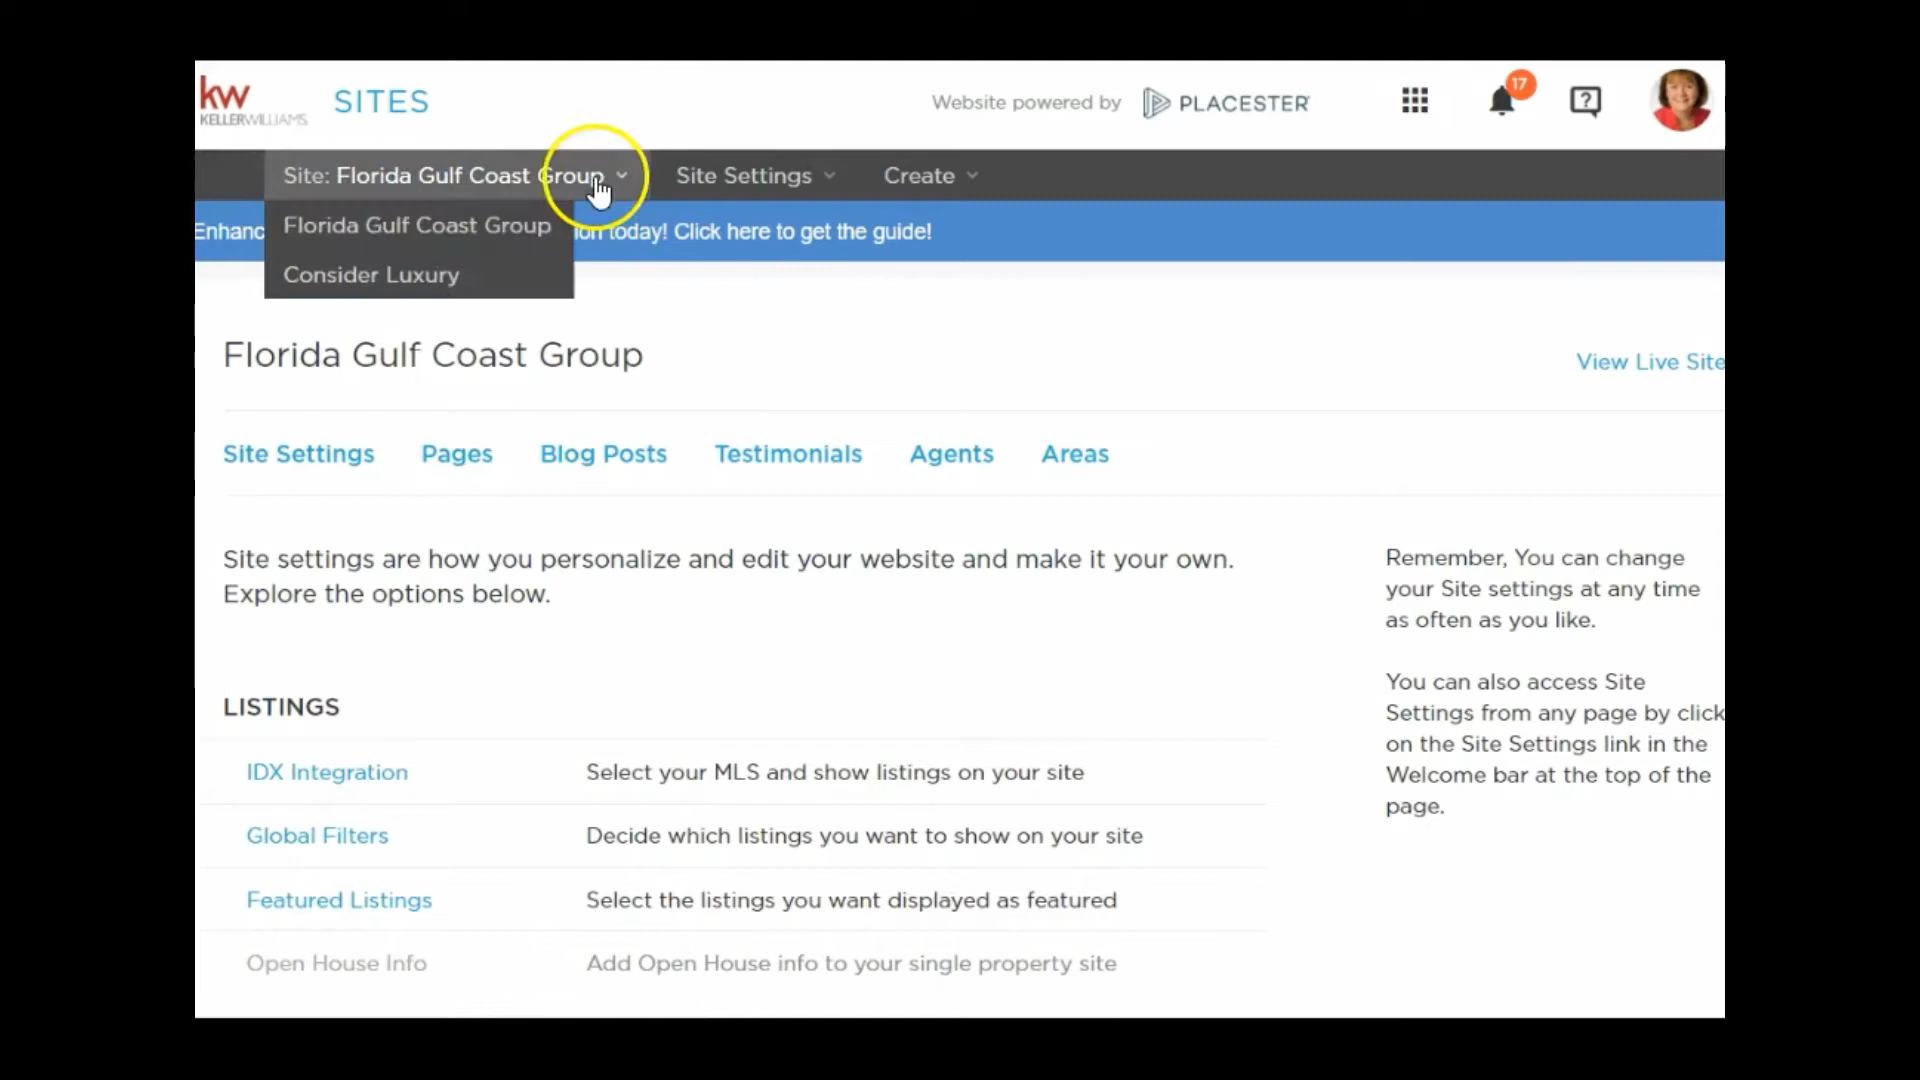 kw
KELLERWILLIAMS.
SITES
Website powered by
PLACESTER
17
?
Site: Florida Gulf Coast Group
Site Settings
Create
Florida Gulf Coast Group
Consider Luxury
Enhanc
ion today! Click here to get the guide!
Florida Gulf Coast Group
View Live Site
Site Settings
Pages
Blog Posts
Testimonials
Agents
Areas
Site settings are how you personalize and edit your website and make it your own.
Explore the options below.
Remember, You can change
your Site settings at any time
as often as you like.
You can also access Site
Settings from any page by click
on the Site Settings link in the
Welcome bar at the top of the
page.
LISTINGS
IDX Integration
Select your MLS and show listings on your site
Global Filters
Decide which listings you want to show on your site
Featured Listings
Select the listings you want displayed as featured
Open House Info
Add Open House info to your single property site